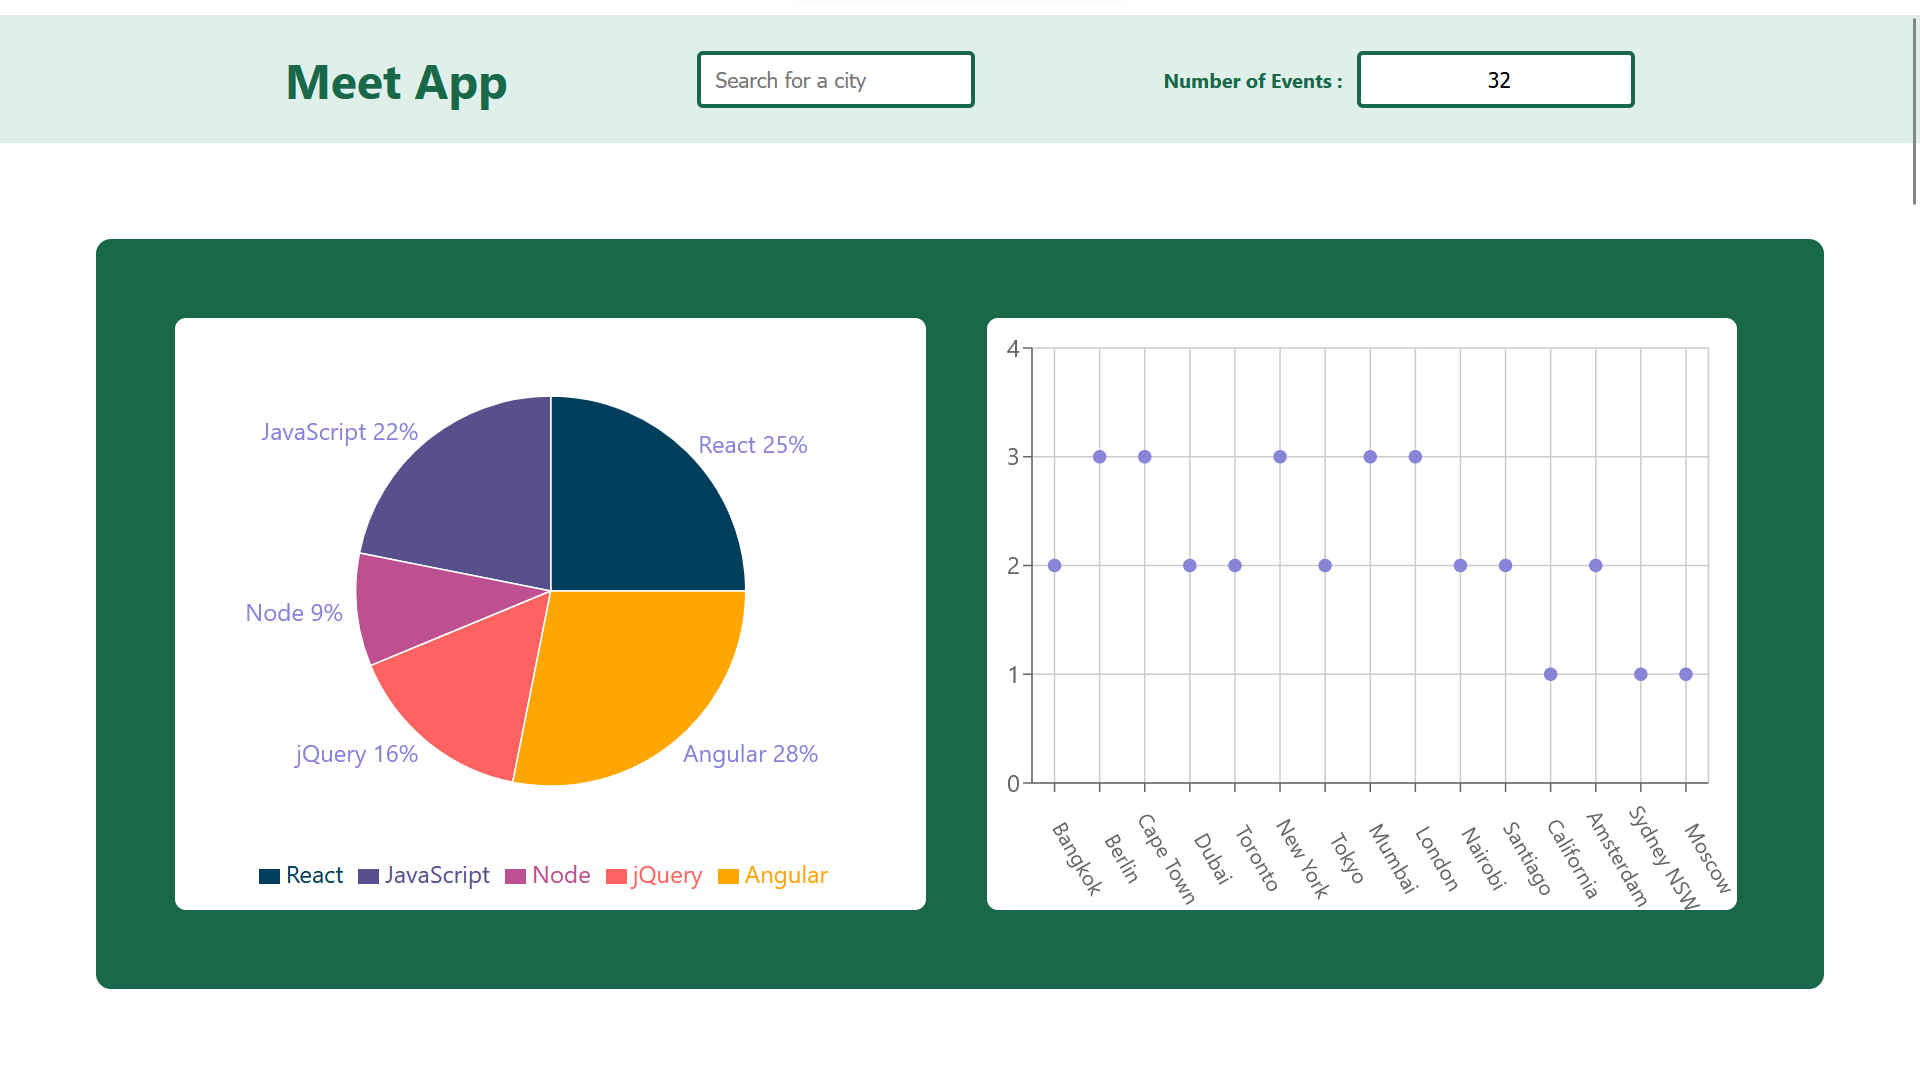 Meet App
Search for a city
Number of Events :
32
JavaScript 22%
React 25%
Node 9%
jQuery 16%
Angular 28%
React JavaScript Node jQuery Angular
4
3
2
1
0
Bangkok
Berlin
Cape Town
Dubai
Toronto
New York
Tokyo
Mumbai
London
Nairobi
Santiago
California
Amsterdam
Sydney NSW
Moscow